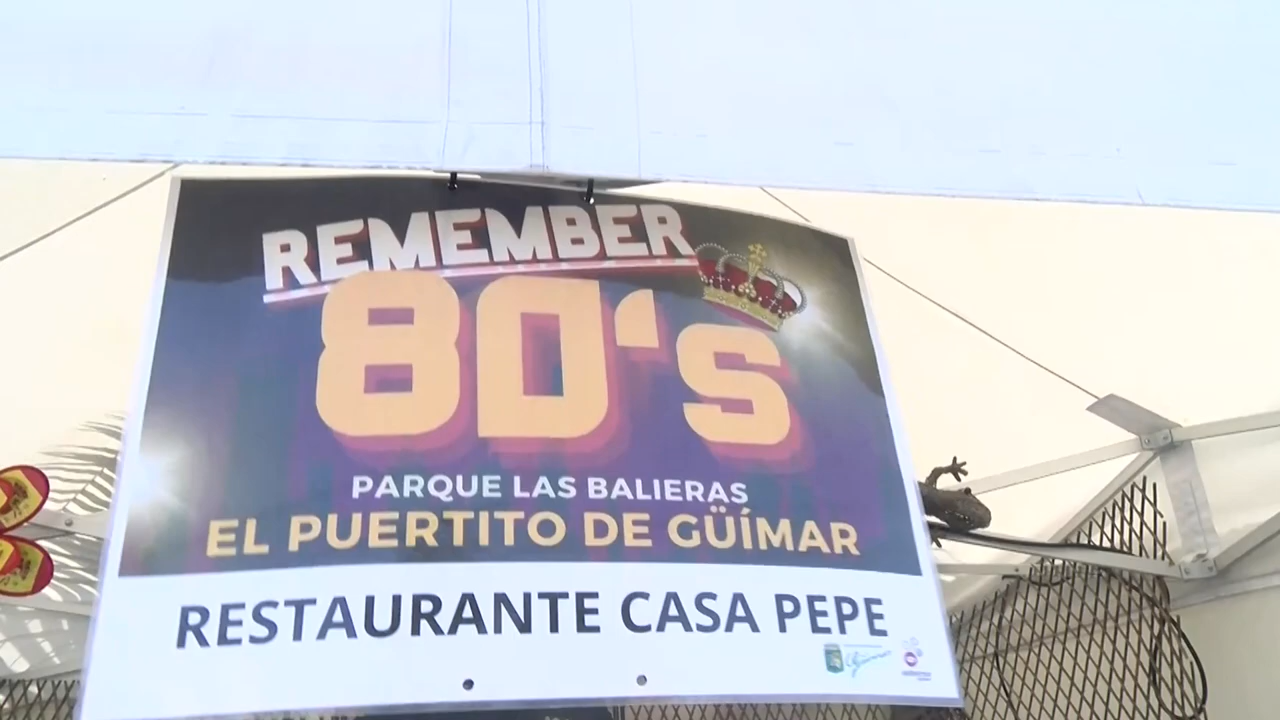 REMEMBER
80's
PARQUE LAS BALIERAS
EL PUERTITO DE GÜÍMAR
RESTAURANTE CASA PEPE